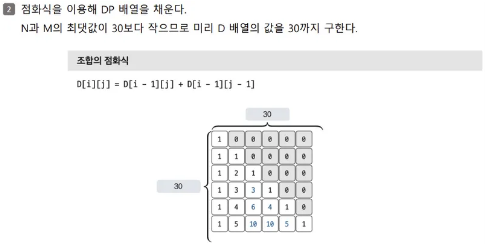 2 점화식을 이용해 DP 배열을 채운다.
N과 M의 최댓값이 30보다 작으므로 미리 D 배열의 값을 30까지 구한다.
조합의 점화식
D[i][j] = D[i - 1][j] + D[i - 1][j - 1]
30
30
1 0 0 0 0 0
1 1 0 0 0 0
1 2 1 0 0 0
1 3 3 1 0 0
1 4 6 4 1 0
1 5 10 10 5 1